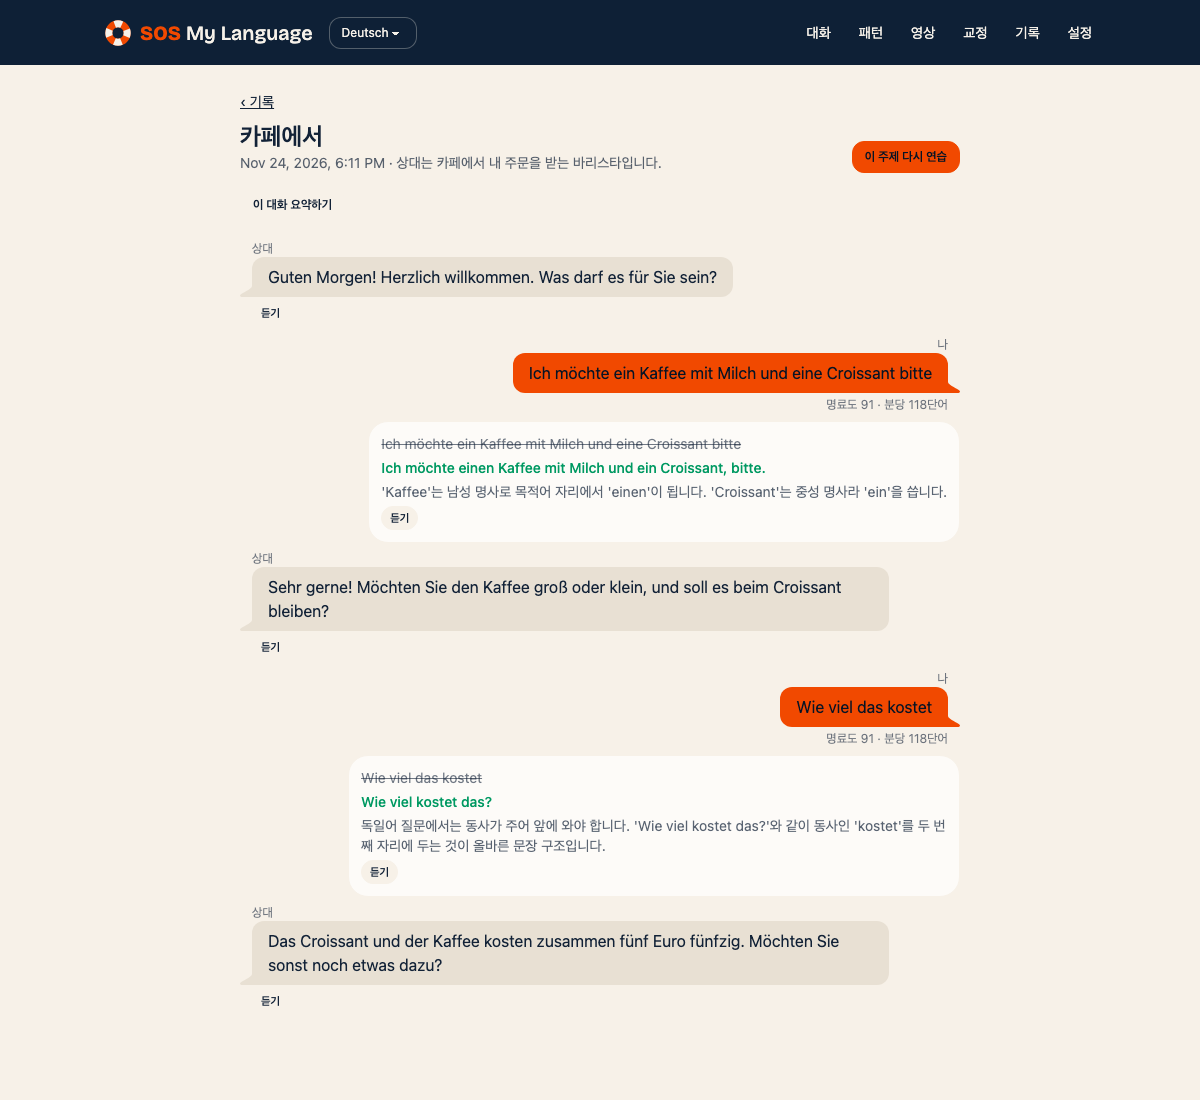 SOS My Language
Deutsch
대화
패턴
영상
교정
기록
설정
‹ 기록
카페에서
Nov 24, 2026, 6:11 PM · 상대는 카페에서 내 주문을 받는 바리스타입니다.
이 주제 다시 연습
이 대화 요약하기
상대
Guten Morgen! Herzlich willkommen. Was darf es für Sie sein?
듣기
나
Ich möchte ein Kaffee mit Milch und eine Croissant bitte
명료도 91 · 분당 118단어
Ich möchte ein Kaffee mit Milch und eine Croissant bitte
Ich möchte einen Kaffee mit Milch und ein Croissant, bitte.
'Kaffee'는 남성 명사로 목적어 자리에서 'einen'이 됩니다. 'Croissant'는 중성 명사라 'ein'을 씁니다.
듣기
상대
Sehr gerne! Möchten Sie den Kaffee groß oder klein, und soll es beim Croissant
bleiben?
듣기
나
Wie viel das kostet
명료도 91 · 분당 118단어
Wie viel das kostet
Wie viel kostet das?
독일어 질문에서는 동사가 주어 앞에 와야 합니다. 'Wie viel kostet das?'와 같이 동사인 'kostet'를 두 번
째 자리에 두는 것이 올바른 문장 구조입니다.
듣기
상대
Das Croissant und der Kaffee kosten zusammen fünf Euro fünfzig. Möchten Sie
sonst noch etwas dazu?
듣기